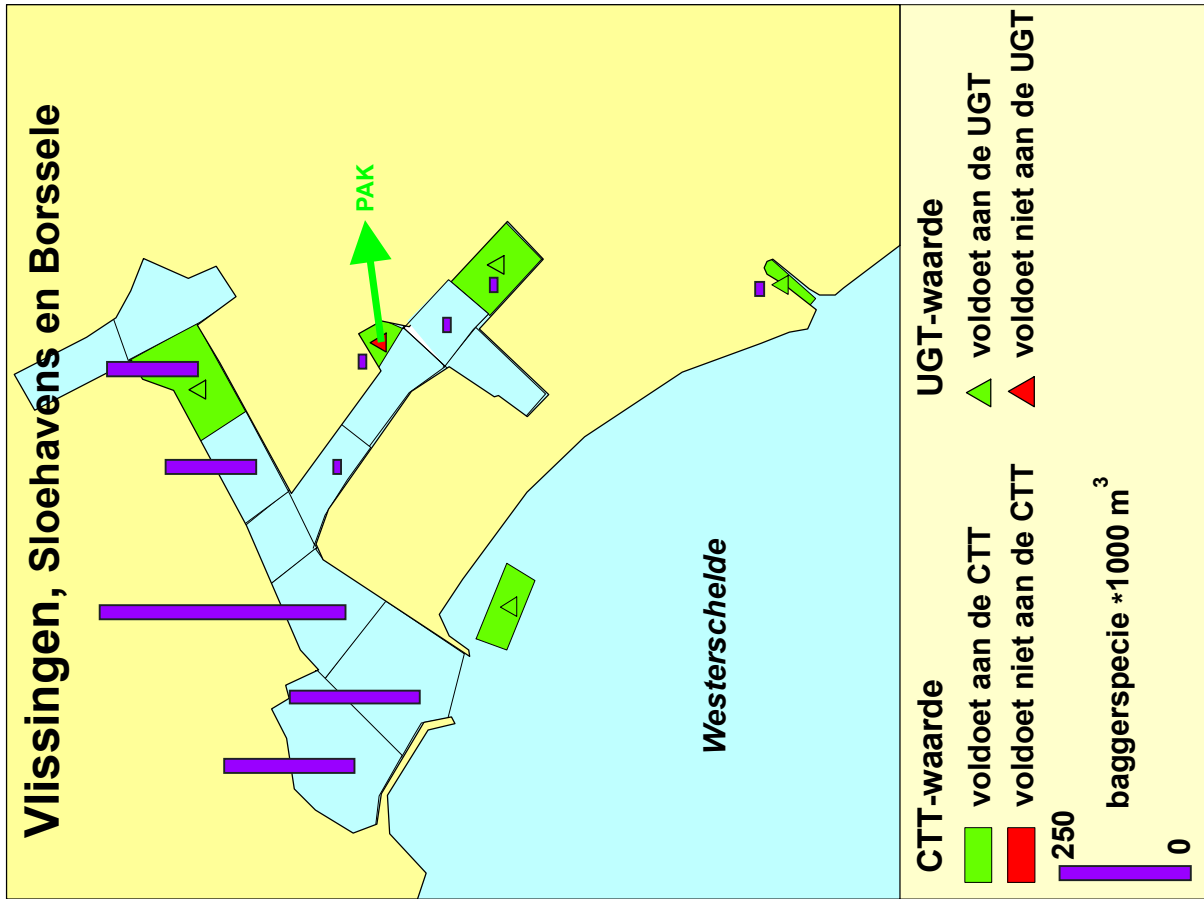 Vlissingen, Sloehavens en Borssele
PAK
Westerschelde
CTT-waarde
voldoet aan de CTT
voldoet niet aan de CTT
250
0
baggerspecie *1000 m³
UGT-waarde
voldoet aan de UGT
voldoet niet aan de UGT